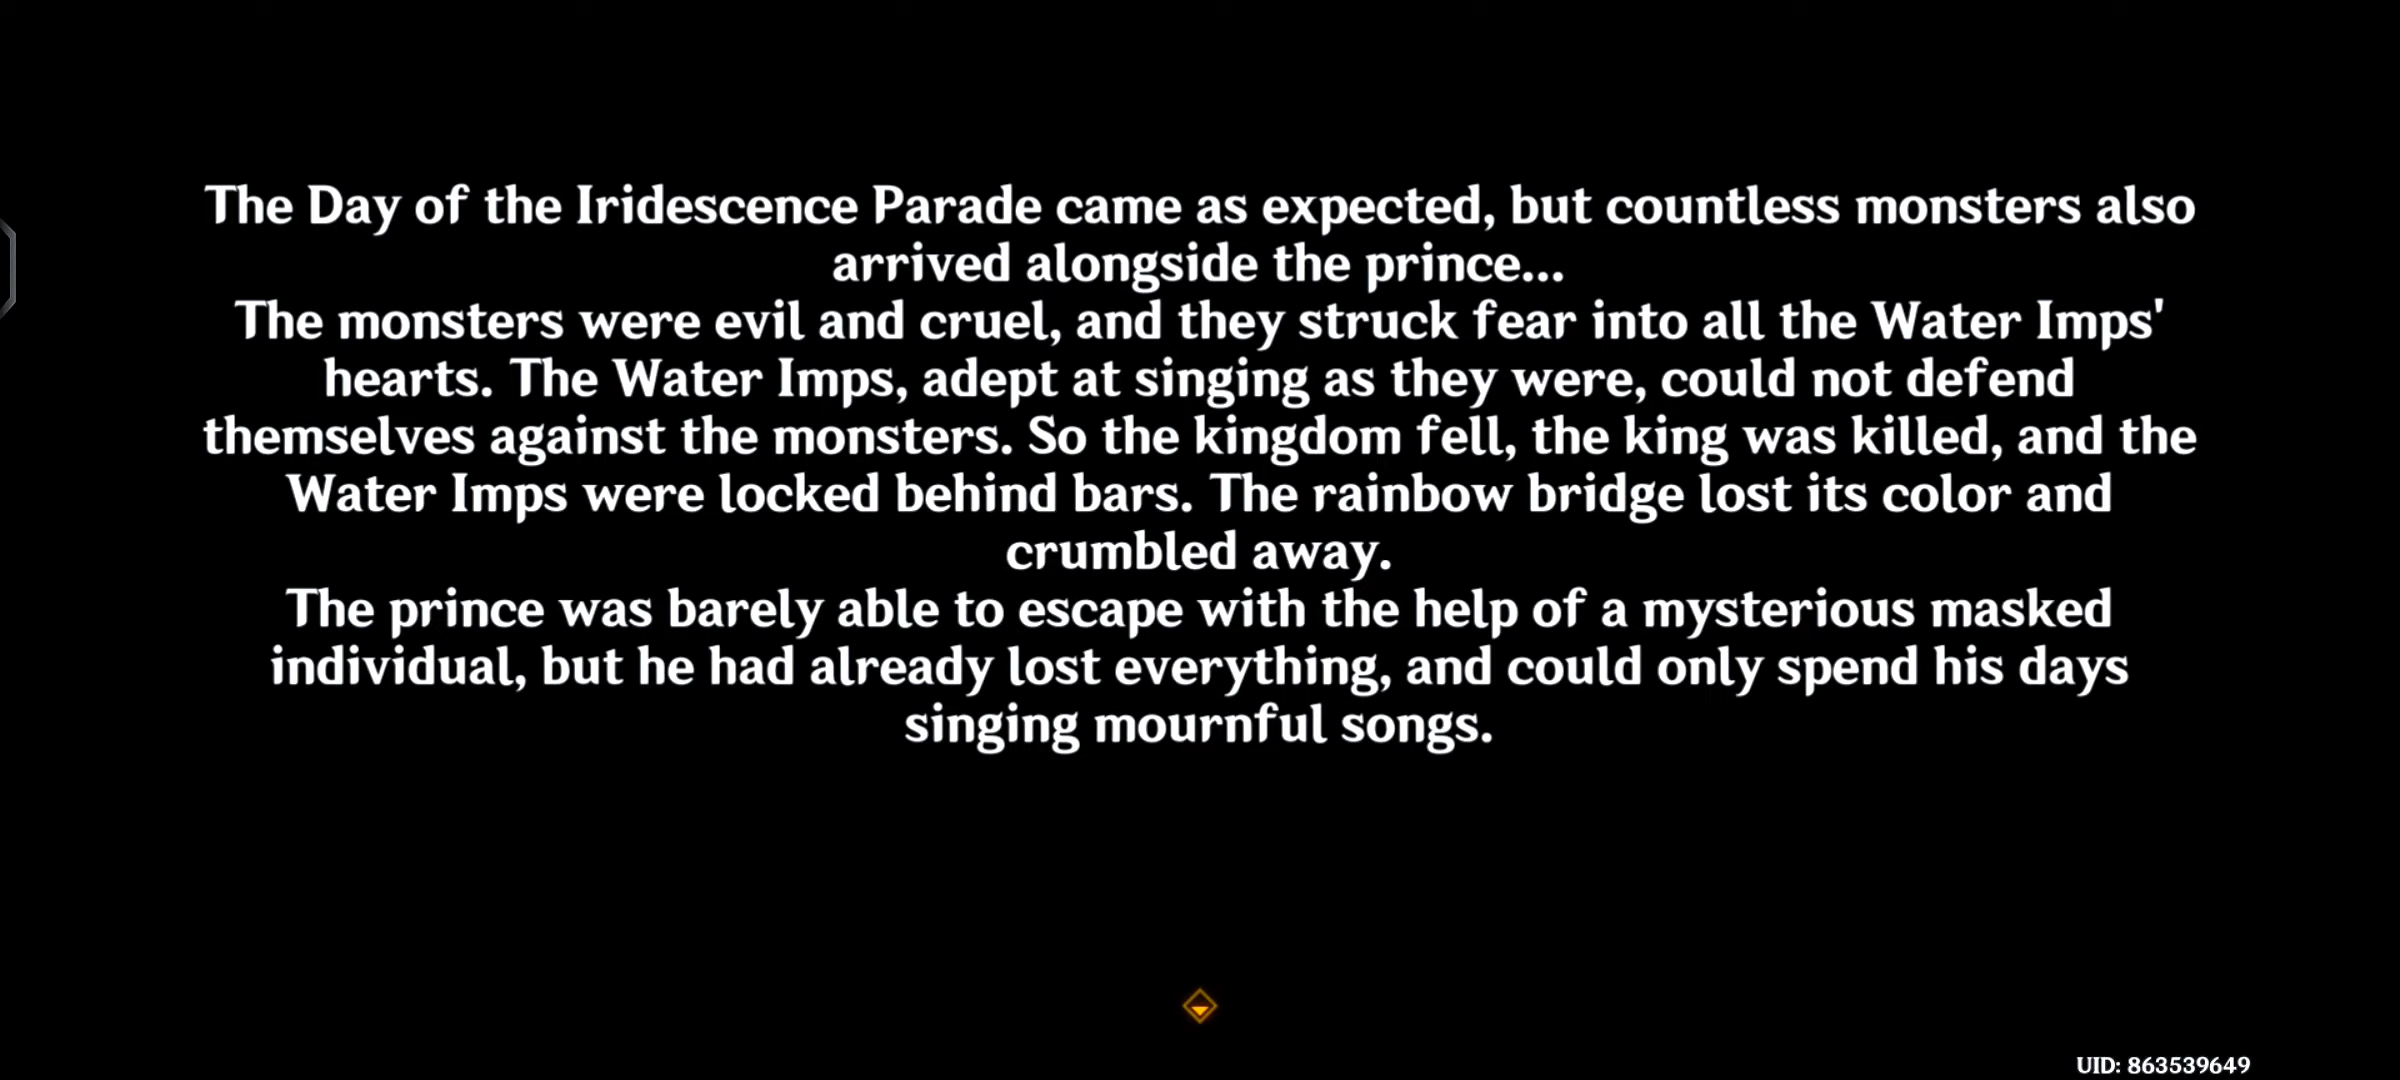 The Day of the Iridescence Parade came as expected, but countless monsters also
arrived alongside the prince...
The monsters were evil and cruel, and they struck fear into all the Water Imps'
hearts. The Water Imps, adept at singing as they were, could not defend
themselves against the monsters. So the kingdom fell, the king was killed, and the
Water Imps were locked behind bars. The rainbow bridge lost its color and
crumbled away.
The prince was barely able to escape with the help of a mysterious masked
individual, but he had already lost everything, and could only spend his days
singing mournful songs.
UID: 863539649